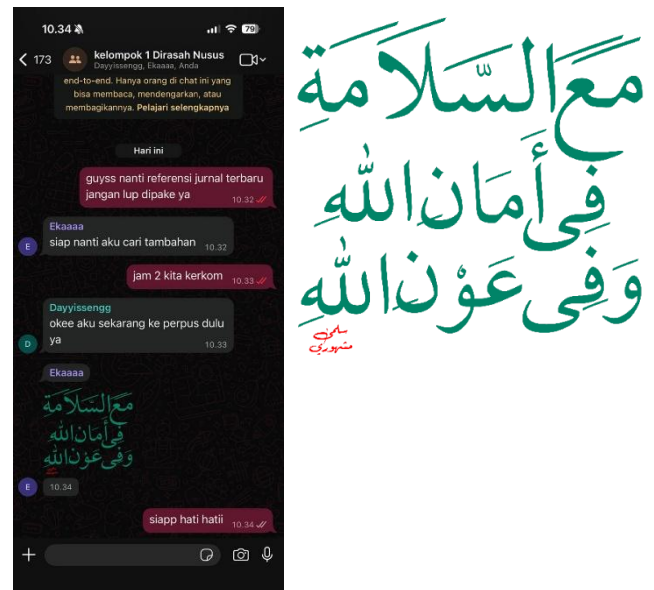 10.34
79
173
kelompok 1 Dirasah Nusus
Dayyissengg, Ekaaaa, Anda
end-to-end. Hanya orang di chat ini yang
bisa membaca, mendengarkan, atau
membagikannya. Pelajari selengkapnya
Hari ini
guyss nanti referensi jurnal terbaru
jangan lup dipake ya
10.32
Ekaaaa
E
siap nanti aku cari tambahan
10.32
jam 2 kita kerkom
10.33
Dayyissengg
okee aku sekarang ke perpus dulu
ya
D
10.33
Ekaaaa
مَعَ السَّلَامَةِ
فِي أَمَانِ اللهِ
وَفِي عَوْنِ اللهِ
E
10.34
siapp hati hatii
10.34
مَعَ السَّلَامَةِ
فِي أَمَانِ اللهِ
وَفِي عَوْنِ اللهِ